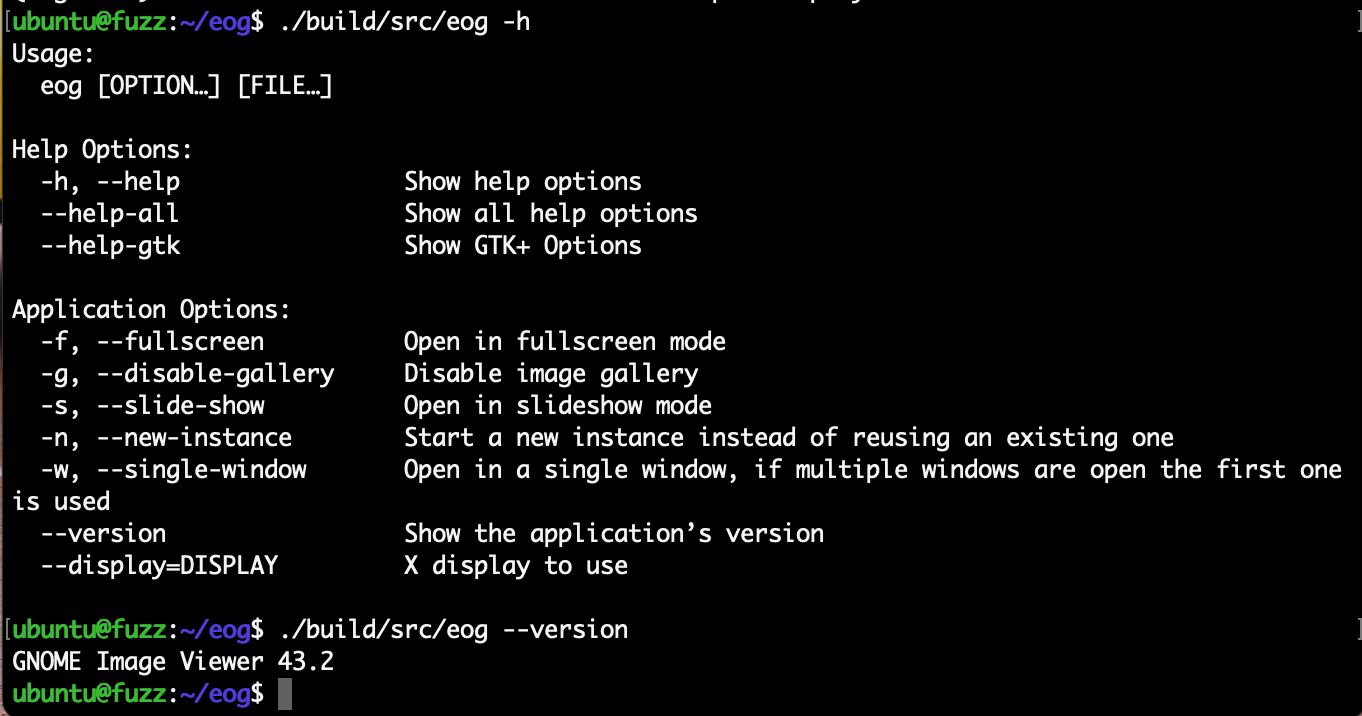 [ubuntu@fuzz:~/eog$ ./build/src/eog -h ]
Usage:
  eog [OPTION…] [FILE…]

Help Options:
  -h, --help                Show help options
  --help-all                Show all help options
  --help-gtk                Show GTK+ Options

Application Options:
  -f, --fullscreen          Open in fullscreen mode
  -g, --disable-gallery     Disable image gallery
  -s, --slide-show          Open in slideshow mode
  -n, --new-instance        Start a new instance instead of reusing an existing one
  -w, --single-window       Open in a single window, if multiple windows are open the first one
is used
  --version                 Show the application’s version
  --display=DISPLAY         X display to use

[ubuntu@fuzz:~/eog$ ./build/src/eog --version ]
GNOME Image Viewer 43.2
ubuntu@fuzz:~/eog$